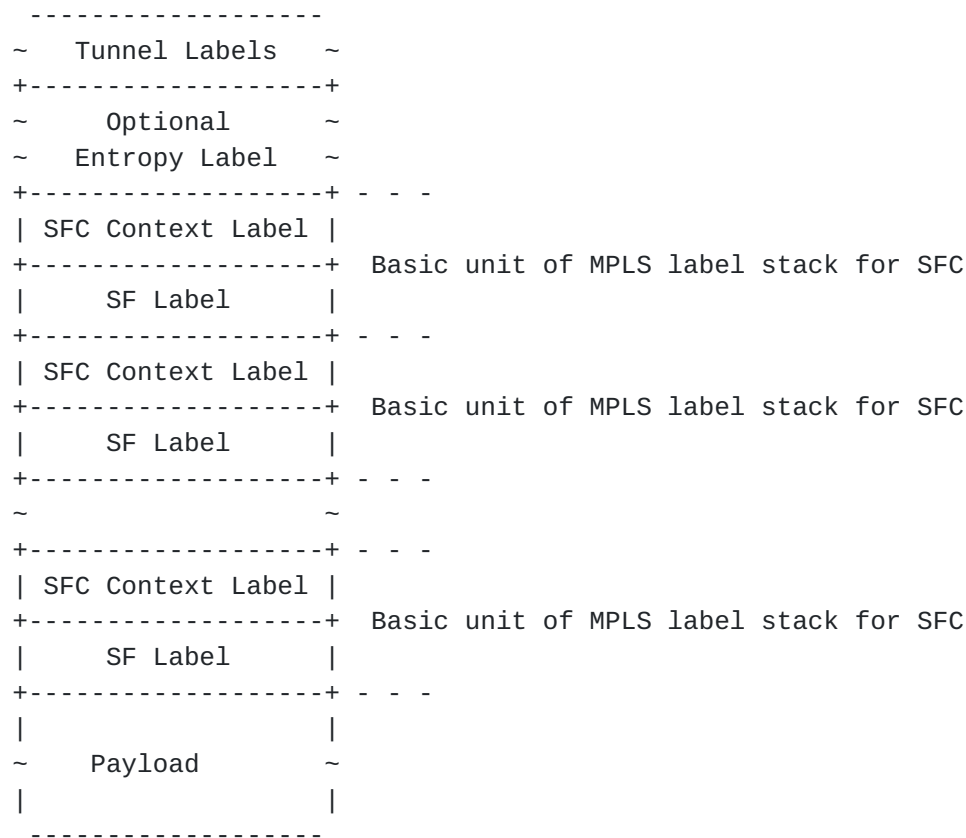 -------------------
~   Tunnel Labels   ~
+-------------------+
~     Optional      ~
~   Entropy Label   ~
+-------------------+ - - -
| SFC Context Label |
+-------------------+  Basic unit of MPLS label stack for SFC
|     SF Label      |
+-------------------+ - - -
| SFC Context Label |
+-------------------+  Basic unit of MPLS label stack for SFC
|     SF Label      |
+-------------------+ - - -
~                   ~
+-------------------+ - - -
| SFC Context Label |
+-------------------+  Basic unit of MPLS label stack for SFC
|     SF Label      |
+-------------------+ - - -
|                   |
~    Payload        ~
|                   |
 -------------------